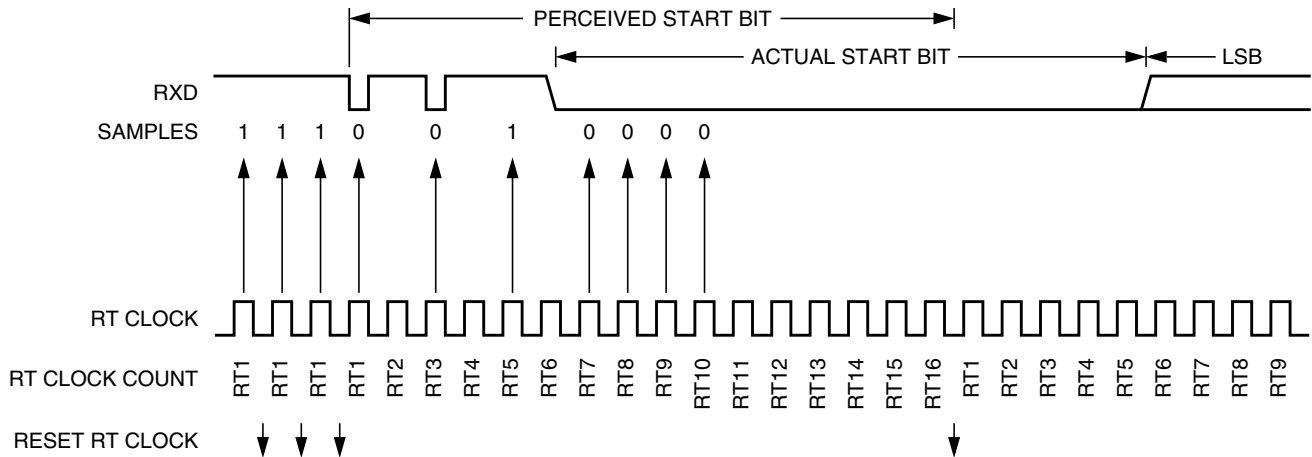 PERCEIVED START BIT
ACTUAL START BIT LSB
RXD
SAMPLES 1 1 1 0 0 1 0 0 0 0
RT CLOCK
RT CLOCK COUNT RT1 RT1 RT1 RT1 RT2 RT3 RT4 RT5 RT6 RT7 RT8 RT9 RT10 RT11 RT12 RT13 RT14 RT15 RT16 RT1 RT2 RT3 RT4 RT5 RT6 RT7 RT8 RT9
RESET RT CLOCK